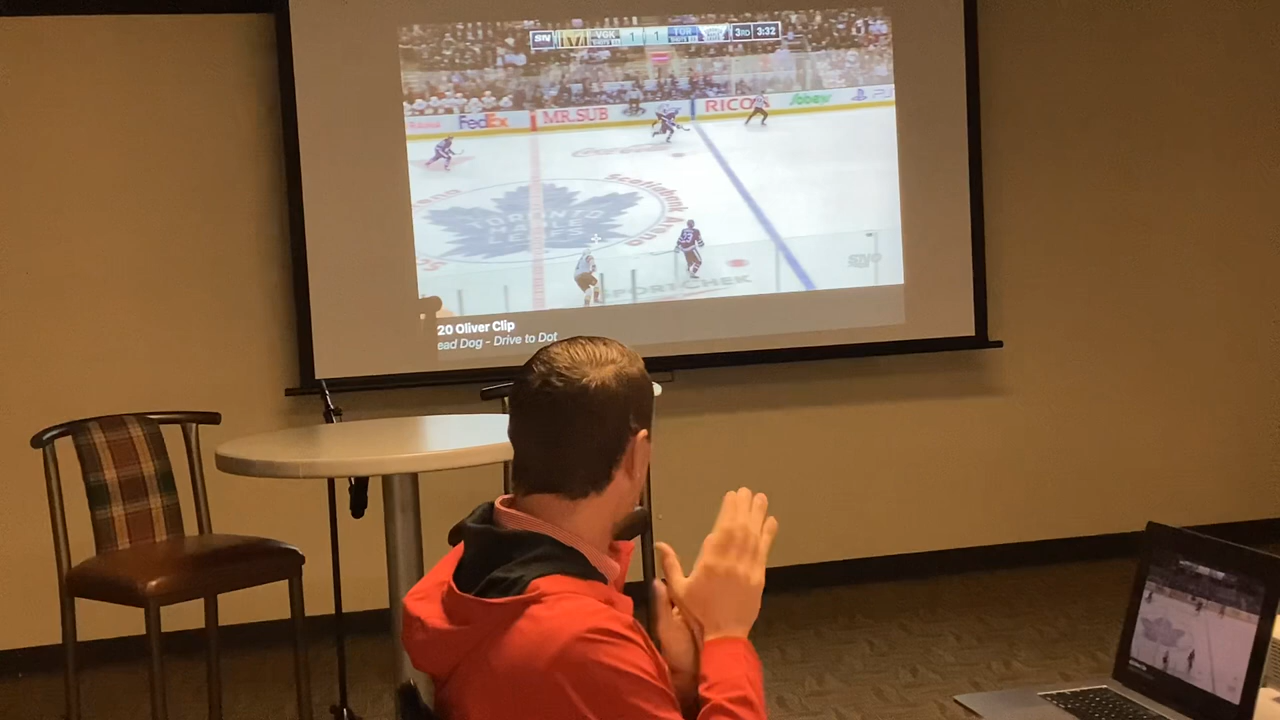 SN VGK 1 1 TOR 3RD 3:32
FedEx MR.SUB RICO Sobeys
Scotiabank Arena
TORONTO
MAPLE
LEAFS
SPORTCHEK
20 Oliver Clip
ead Dog - Drive to Dot